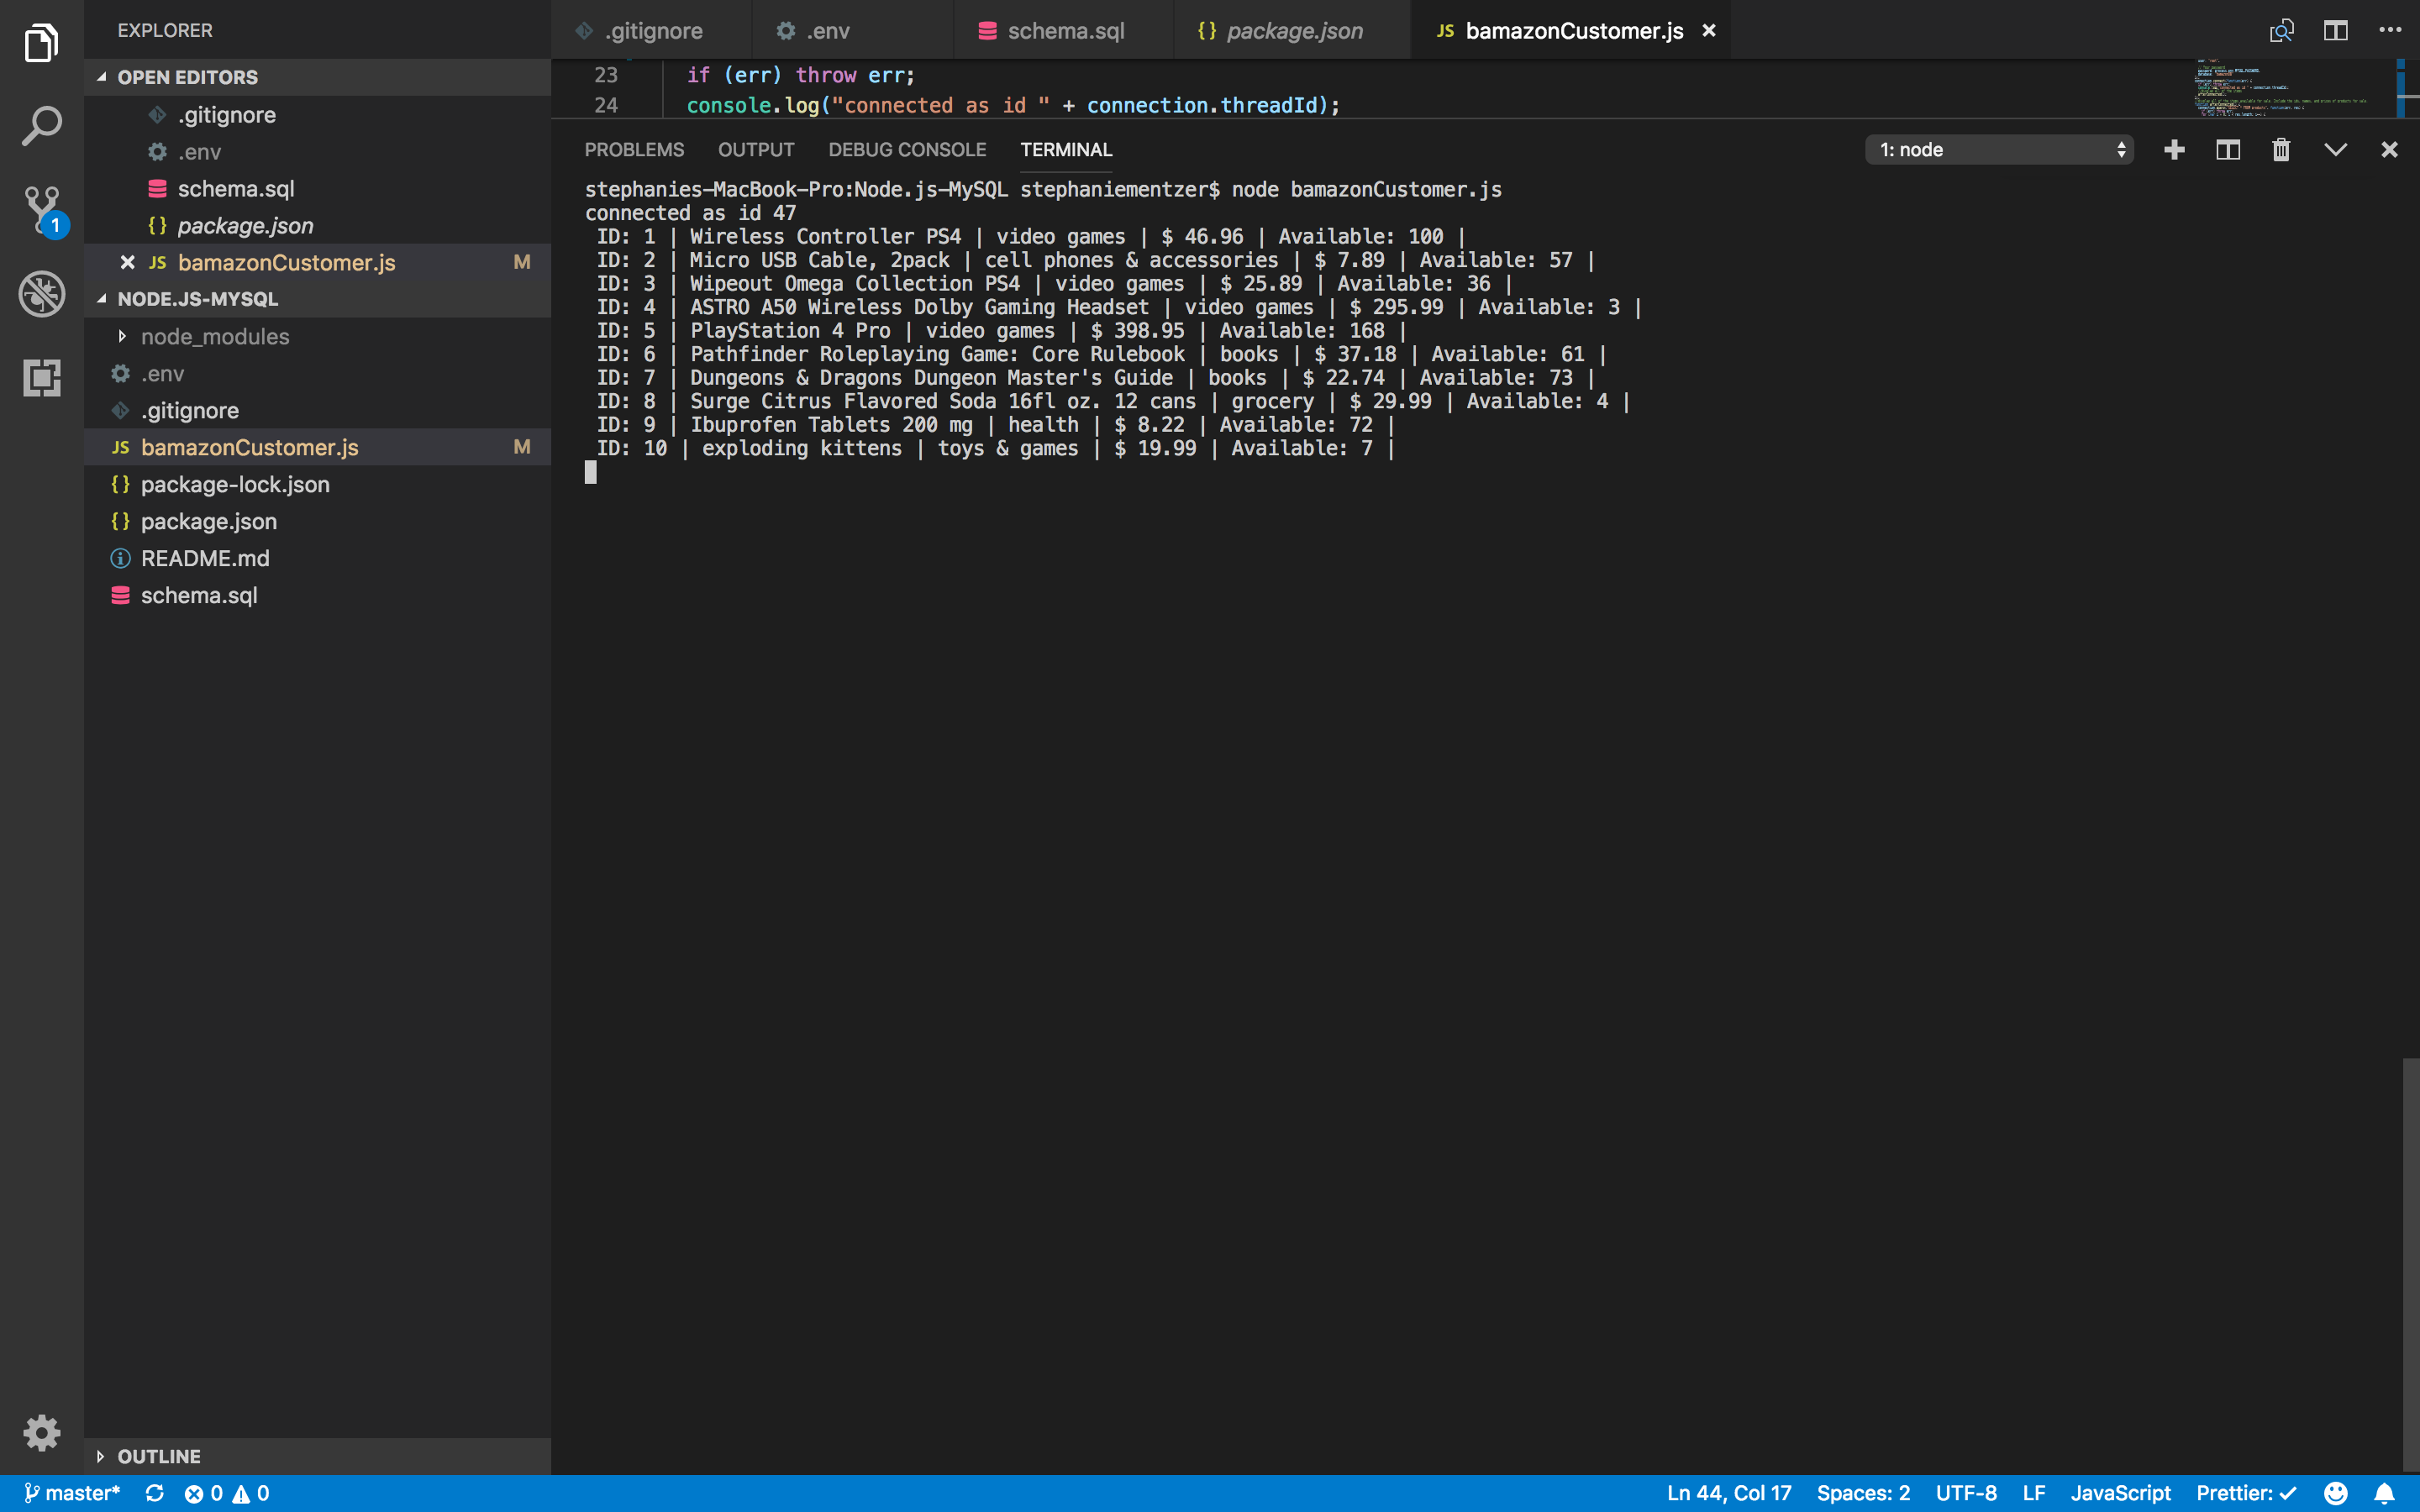 EXPLORER
OPEN EDITORS
.gitignore
.env
schema.sql
{} package.json
JS bamazonCustomer.js M
NODE.JS-MYSQL
node_modules
.env
.gitignore
JS bamazonCustomer.js M
{} package-lock.json
{} package.json
README.md
schema.sql
OUTLINE
1
.gitignore .env schema.sql {} package.json JS bamazonCustomer.js
23 if (err) throw err;
24 console.log("connected as id " + connection.threadId);
PROBLEMS OUTPUT DEBUG CONSOLE TERMINAL 1: node
stephanies-MacBook-Pro:Node.js-MySQL stephaniementzer$ node bamazonCustomer.js
connected as id 47
ID: 1 | Wireless Controller PS4 | video games | $ 46.96 | Available: 100 |
ID: 2 | Micro USB Cable, 2pack | cell phones & accessories | $ 7.89 | Available: 57 |
ID: 3 | Wipeout Omega Collection PS4 | video games | $ 25.89 | Available: 36 |
ID: 4 | ASTRO A50 Wireless Dolby Gaming Headset | video games | $ 295.99 | Available: 3 |
ID: 5 | PlayStation 4 Pro | video games | $ 398.95 | Available: 168 |
ID: 6 | Pathfinder Roleplaying Game: Core Rulebook | books | $ 37.18 | Available: 61 |
ID: 7 | Dungeons & Dragons Dungeon Master's Guide | books | $ 22.74 | Available: 73 |
ID: 8 | Surge Citrus Flavored Soda 16fl oz. 12 cans | grocery | $ 29.99 | Available: 4 |
ID: 9 | Ibuprofen Tablets 200 mg | health | $ 8.22 | Available: 72 |
ID: 10 | exploding kittens | toys & games | $ 19.99 | Available: 7 |
master* 0 0 Ln 44, Col 17 Spaces: 2 UTF-8 LF JavaScript Prettier: ✓